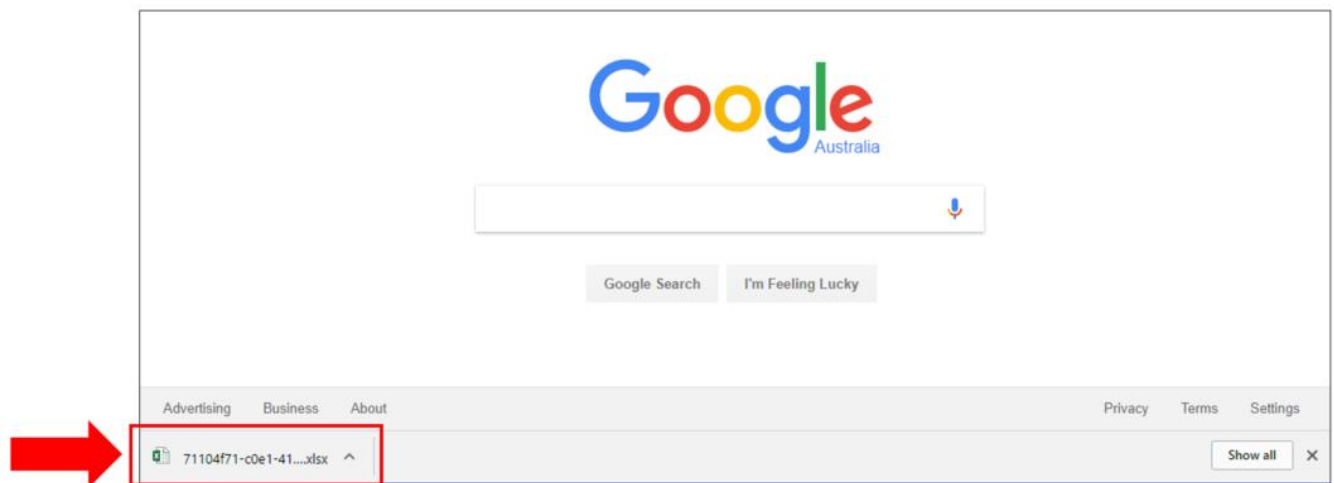 Google
Australia
Google Search I'm Feeling Lucky
Advertising Business About Privacy Terms Settings
71104f71-c0e1-41....xlsx Show all